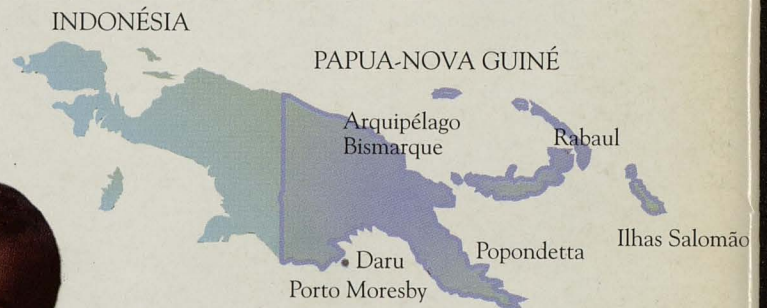 INDONÉSIA
PAPUA-NOVA GUINÉ
Arquipélago
Bismarque
Rabaul
Ilhas Salomão
Popondetta
Daru
Porto Moresby